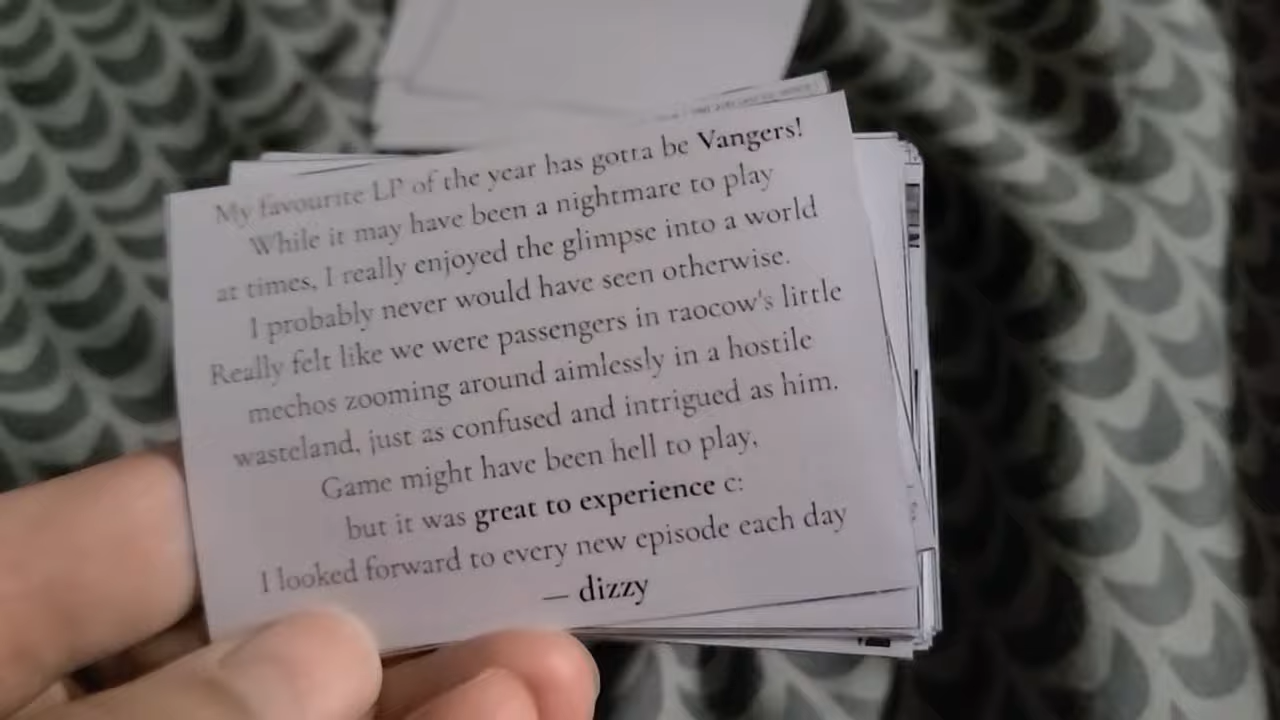 My favourite LP of the year has gotta be Vangers!
While it may have been a nightmare to play
at times, I really enjoyed the glimpse into a world
I probably never would have seen otherwise.
Really felt like we were passengers in raocow's little
mechos zooming around aimlessly in a hostile
wasteland, just as confused and intrigued as him.
Game might have been hell to play,
but it was great to experience c:
I looked forward to every new episode each day
— dizzy